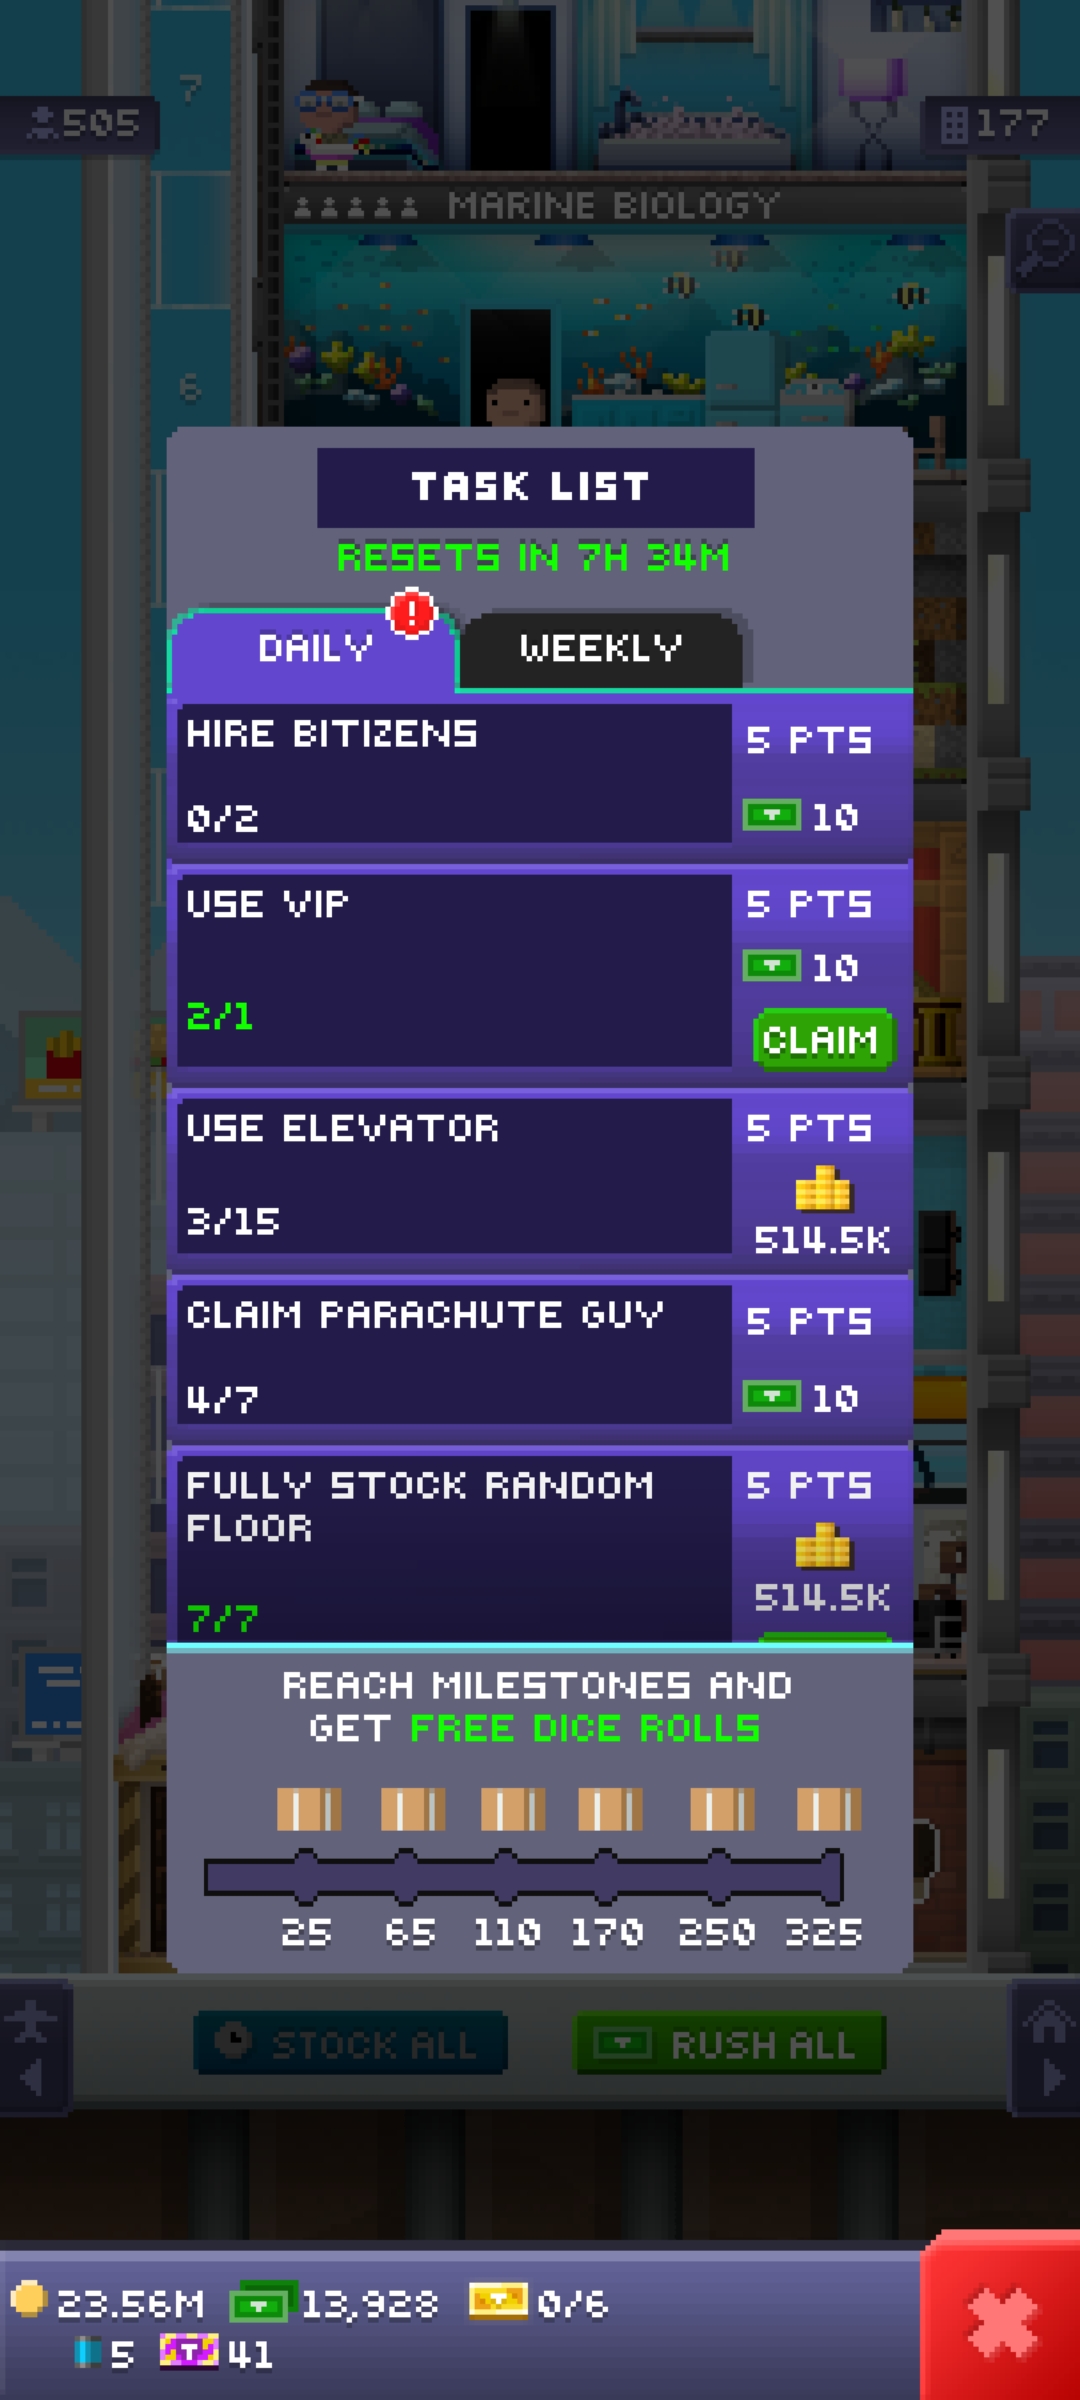 7
505
177
MARINE BIOLOGY
6
TASK LIST
RESETS IN 7H 34M
!
DAILY
WEEKLY
HIRE BITIZENS
5 PTS
0/2
10
USE VIP
5 PTS
10
2/1
CLAIM
USE ELEVATOR
5 PTS
3/15
514.5K
CLAIM PARACHUTE GUY
5 PTS
4/7
10
FULLY STOCK RANDOM
FLOOR
5 PTS
514.5K
7/7
REACH MILESTONES AND
GET FREE DICE ROLLS
25 65 110 170 250 325
STOCK ALL
RUSH ALL
23.56M 13,928 0/6
5 41